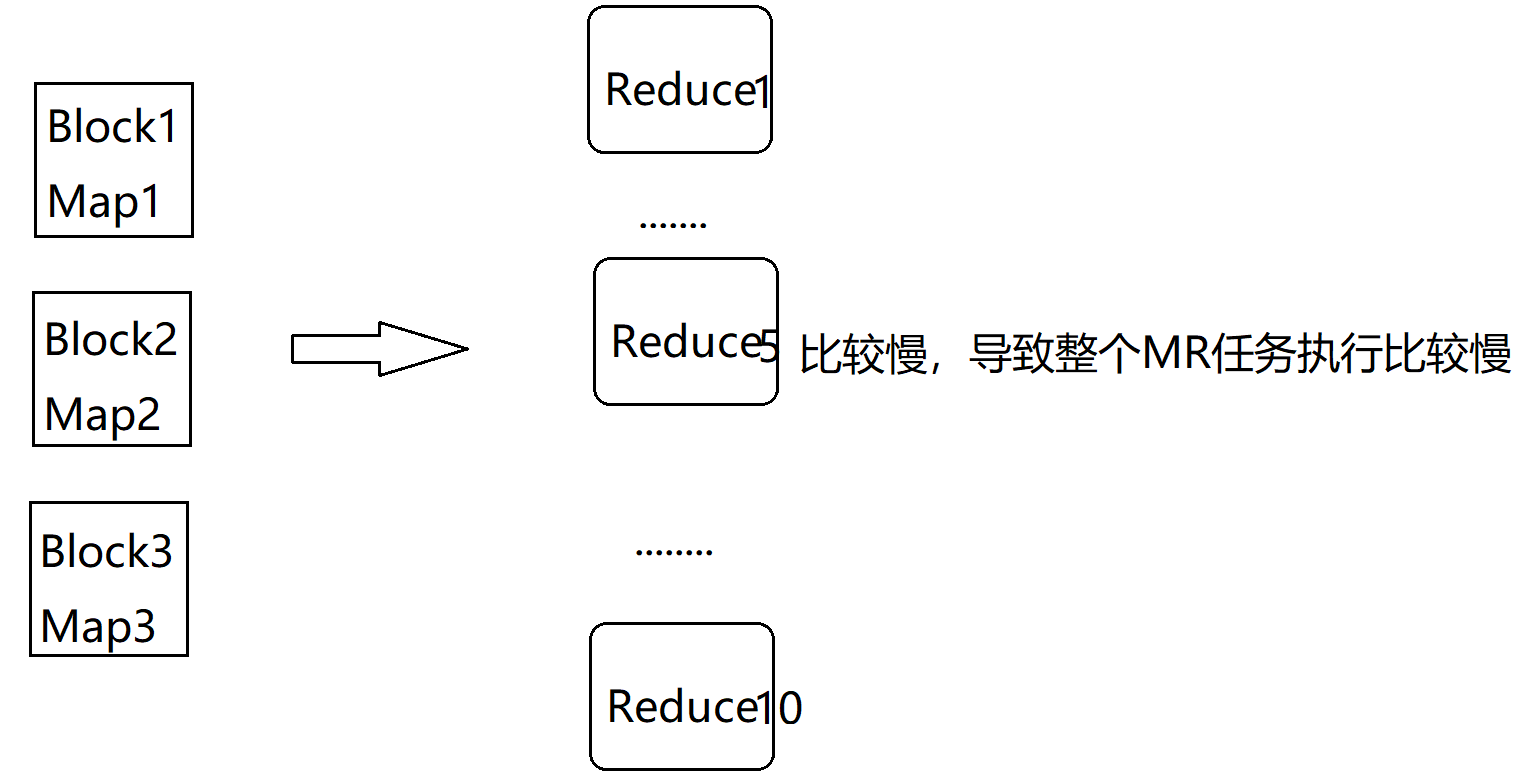 Block1
Map1
Block2
Map2
Block3
Map3
Reduce1
.......
Reduce5 比较慢，导致整个MR任务执行比较慢
........
Reduce10